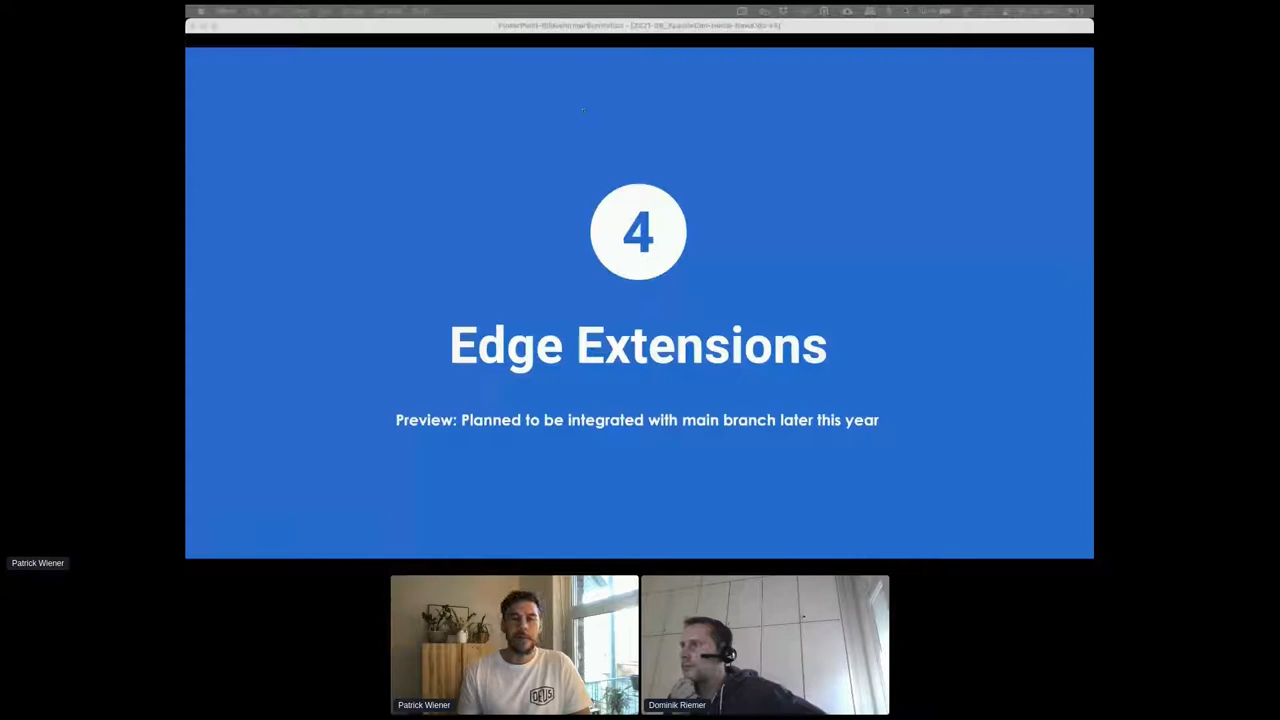 4
Edge Extensions
Preview: Planned to be integrated with main branch later this year
Patrick Wiener
DEUS
Patrick Wiener
Dominik Riemer